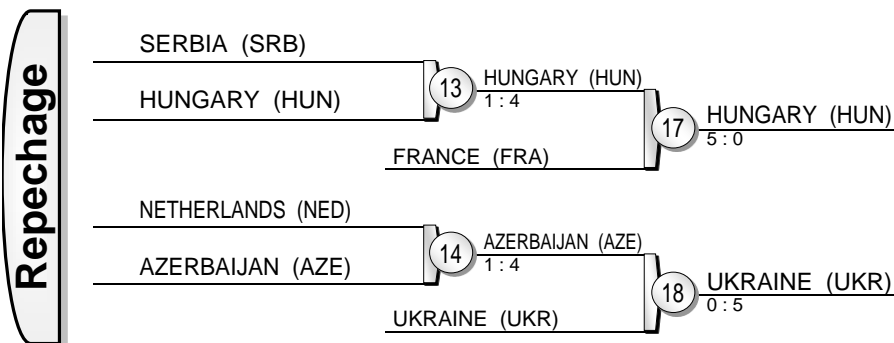 Repechage
SERBIA (SRB)
HUNGARY (HUN)
13
HUNGARY (HUN)
1 : 4
FRANCE (FRA)
17
HUNGARY (HUN)
5 : 0
NETHERLANDS (NED)
AZERBAIJAN (AZE)
14
AZERBAIJAN (AZE)
1 : 4
UKRAINE (UKR)
18
UKRAINE (UKR)
0 : 5